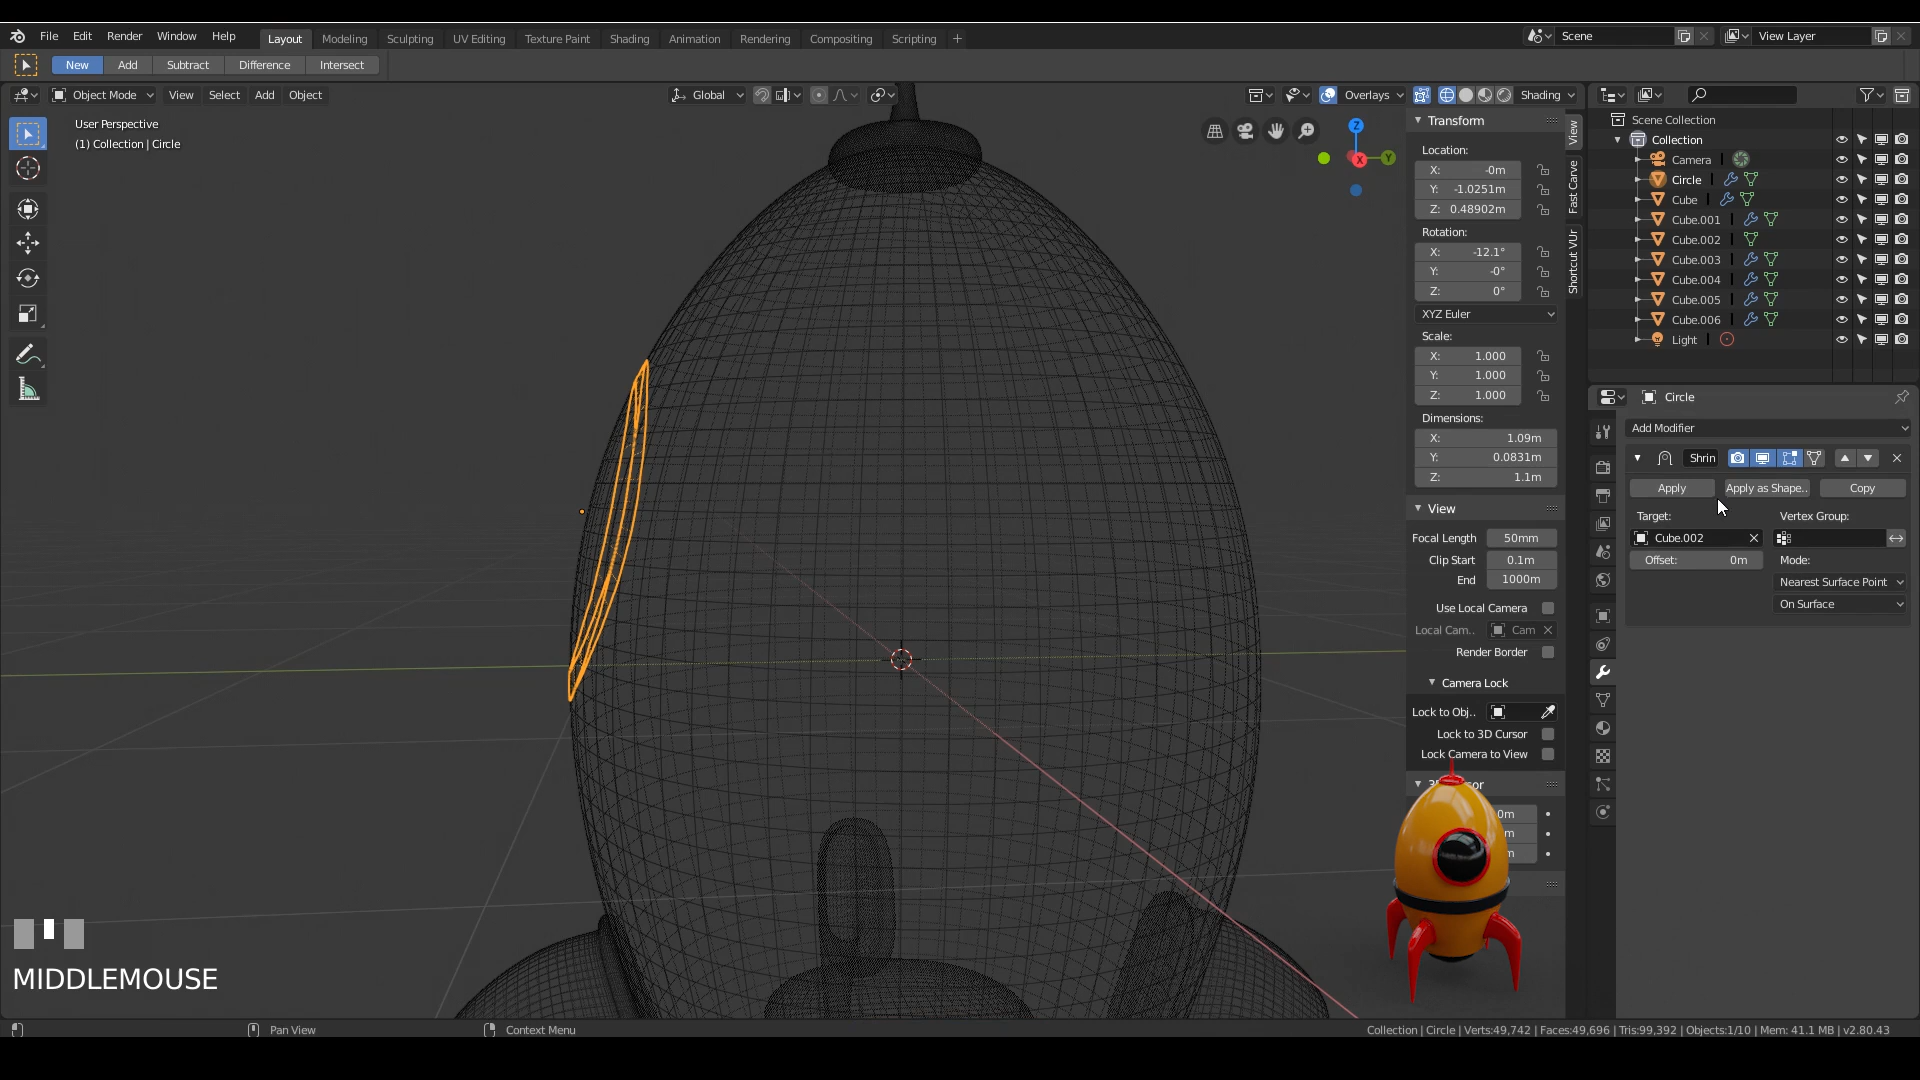 File Edit Render Window Help Layout Modeling Sculpting UV Editing Texture Paint Shading Animation Rendering Compositing Scripting + Scene View Layer
New Add Subtract Difference Intersect
Object Mode View Select Add Object Global Overlays Shading
User Perspective
(1) Collection | Circle
Z
Y
X
View
Fast Carve
Shortcut VUr
Transform
Location:
X: -0m
Y: -1.0251m
Z: 0.48902m
Rotation:
X: -12.1°
Y: -0°
Z: 0°
XYZ Euler
Scale:
X: 1.000
Y: 1.000
Z: 1.000
Dimensions:
X: 1.09m
Y: 0.0831m
Z: 1.1m
View
Focal Length 50mm
Clip Start 0.1m
End 1000m
Use Local Camera
Local Cam.. Cam
Render Border
Camera Lock
Lock to Obj..
Lock to 3D Cursor
Lock Camera to View
0m
m
m
Scene Collection
Collection
Camera
Circle
Cube
Cube.001
Cube.002
Cube.003
Cube.004
Cube.005
Cube.006
Light
Circle
Add Modifier
Shrin
Apply Apply as Shape.. Copy
Target: Vertex Group:
Cube.002
Offset: 0m Mode:
Nearest Surface Point
On Surface
MIDDLEMOUSE
Pan View Context Menu Collection | Circle | Verts:49,742 | Faces:49,696 | Tris:99,392 | Objects:1/10 | Mem: 41.1 MB | v2.80.43